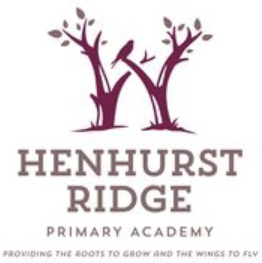 HENHURST
RIDGE
PRIMARY ACADEMY
PROVIDING THE ROOTS TO GROW AND THE WINGS TO FLY